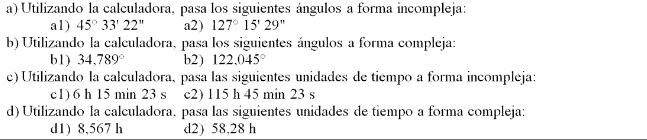 a) Utilizando la calculadora, pasa los siguientes ángulos a forma incompleja:
a1) 45° 33' 22" a2) 127° 15' 29"
b) Utilizando la calculadora, pasa los siguientes ángulos a forma compleja:
b1) 34,789° b2) 122,045°
c) Utilizando la calculadora, pasa las siguientes unidades de tiempo a forma incompleja:
c1) 6 h 15 min 23 s c2) 115 h 45 min 23 s
d) Utilizando la calculadora, pasa las siguientes unidades de tiempo a forma compleja:
d1) 8,567 h d2) 58,28 h